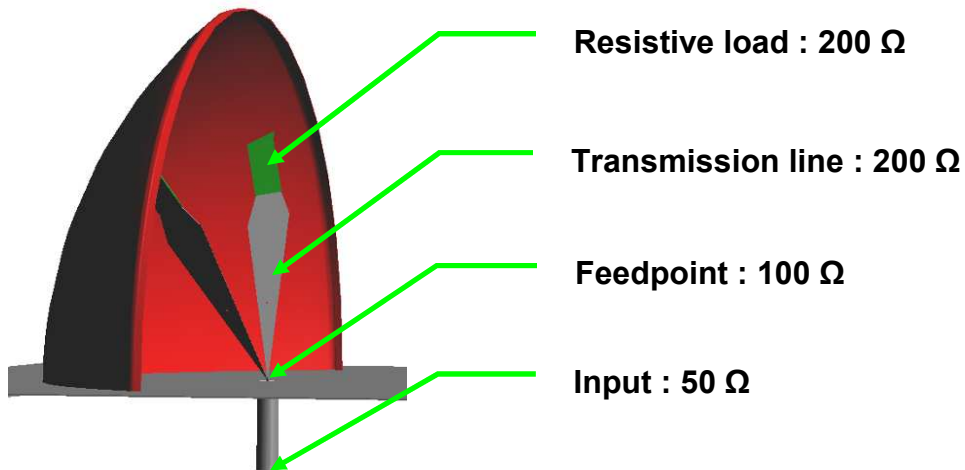 Resistive load : 200 Ω
Transmission line : 200 Ω
Feedpoint : 100 Ω
Input : 50 Ω